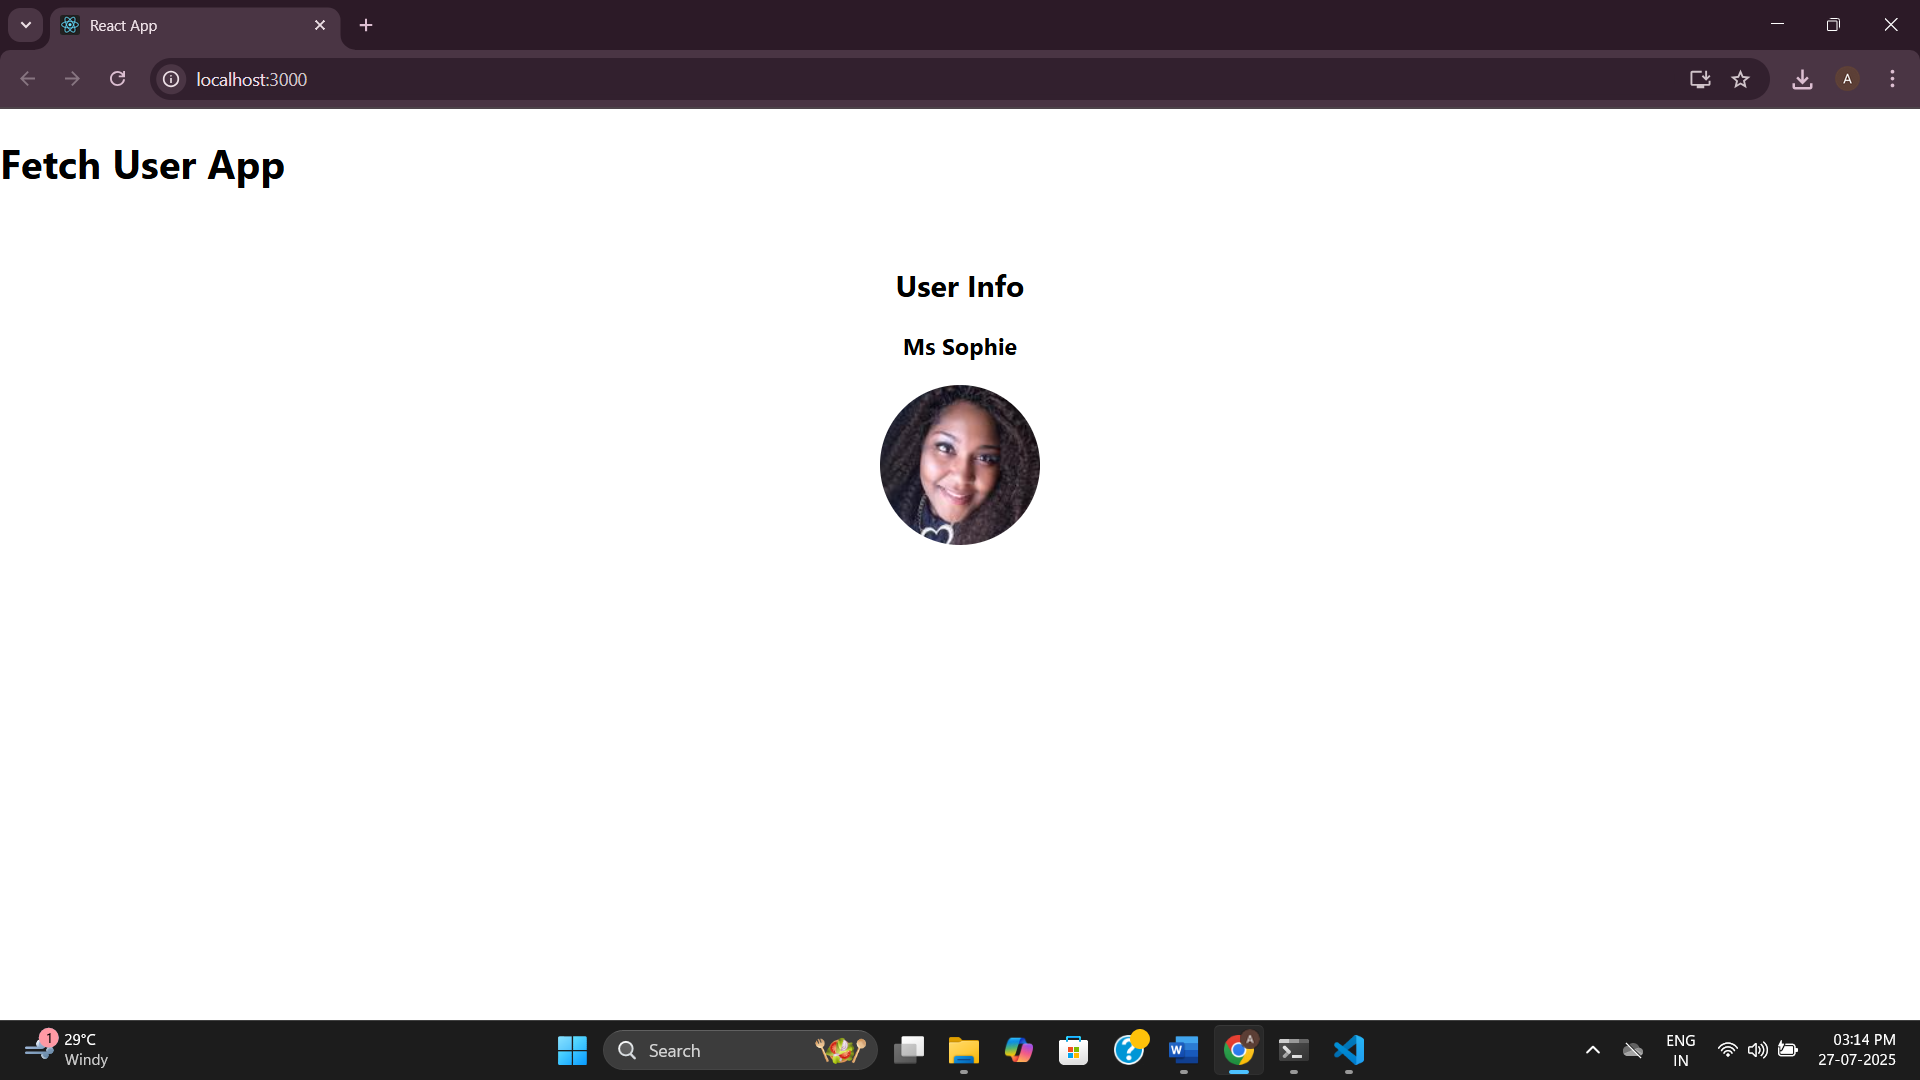 React App
localhost:3000
A
Fetch User App
User Info
Ms Sophie
1
29°C
Windy
Search
W
A
ENG
IN
03:14 PM
27-07-2025